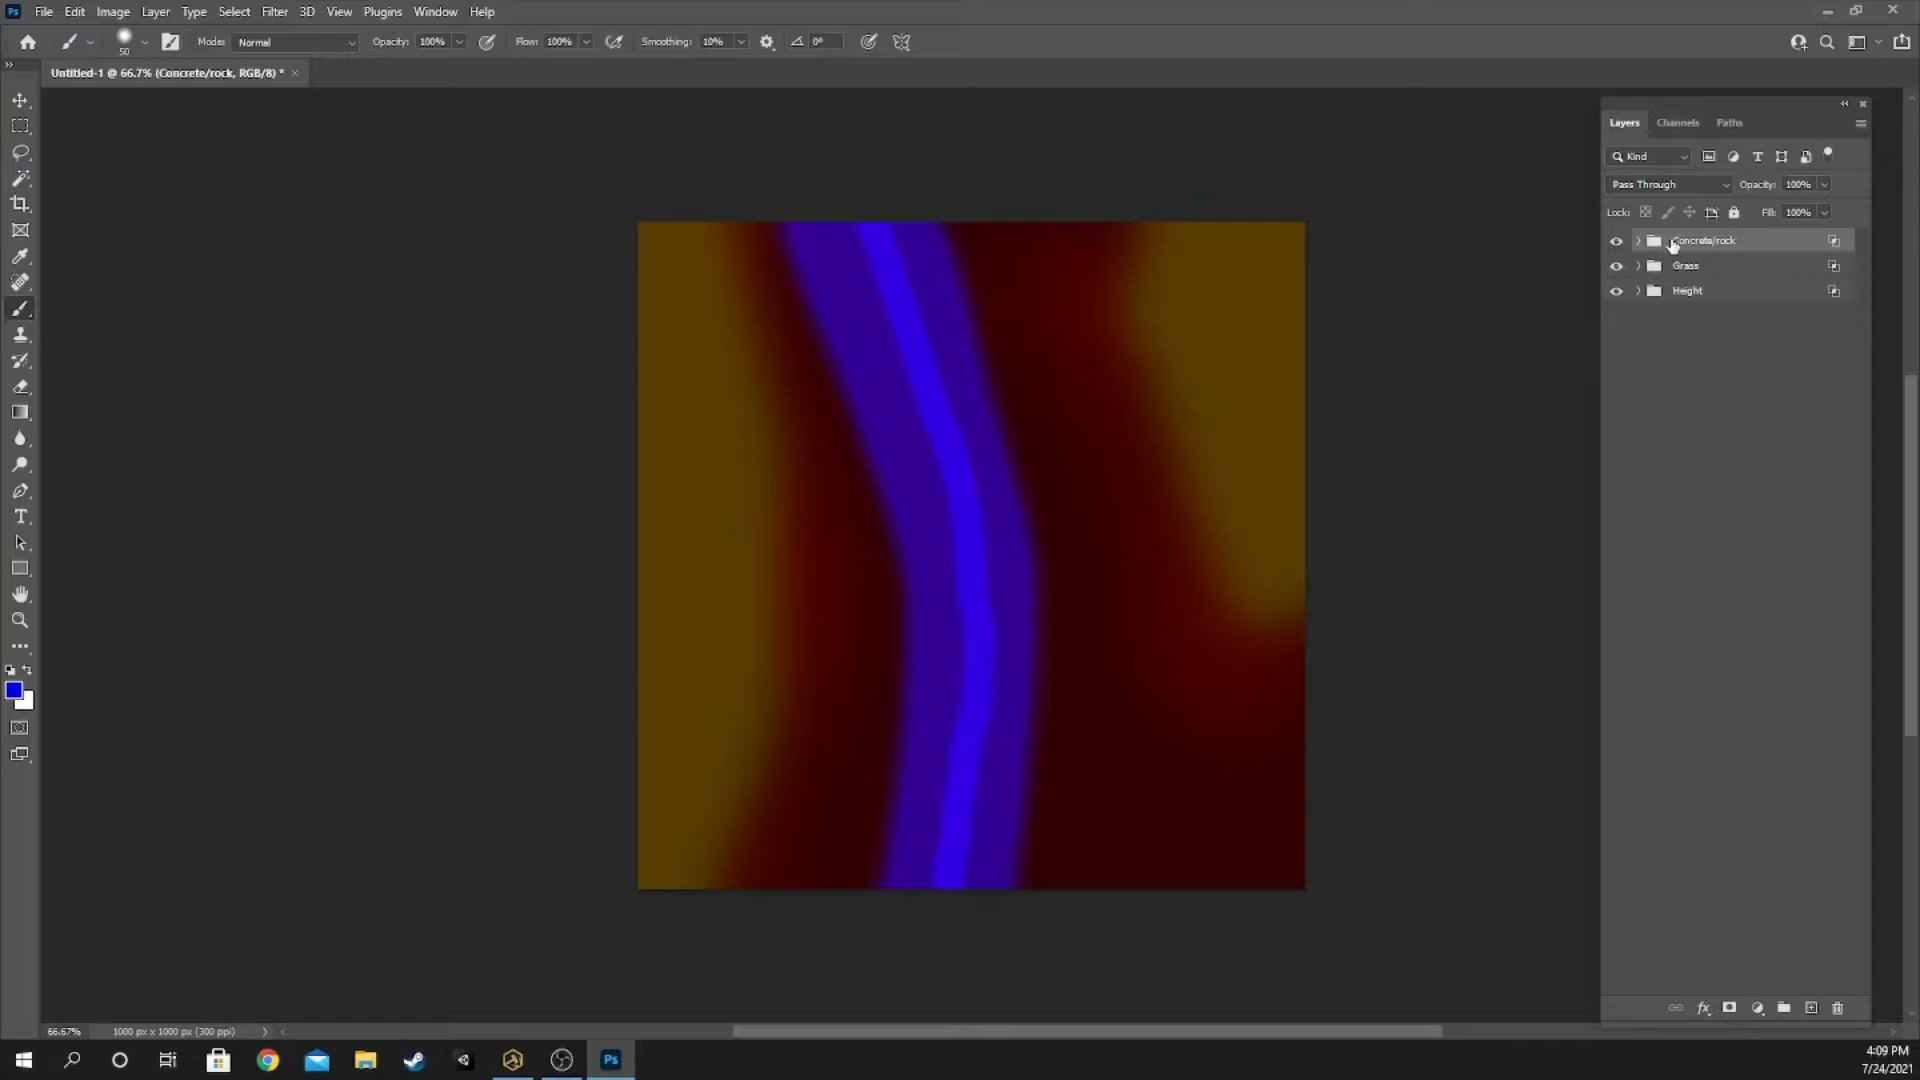 Ps File Edit Image Layer Type Select Filter 3D View Plugins Window Help
50 Mode: Normal Opacity: 100% Flow: 100% Smoothing: 10% 0°
Untitled-1 @ 66.7% (Concrete/rock, RGB/8) *
Layers Channels Paths
Kind
Pass Through Opacity: 100%
Lock: Fill: 100%
Concrete/rock
Grass
Height
66.67% 1000 px x 1000 px (300 ppi)
Ps
4:09 PM
7/24/2021